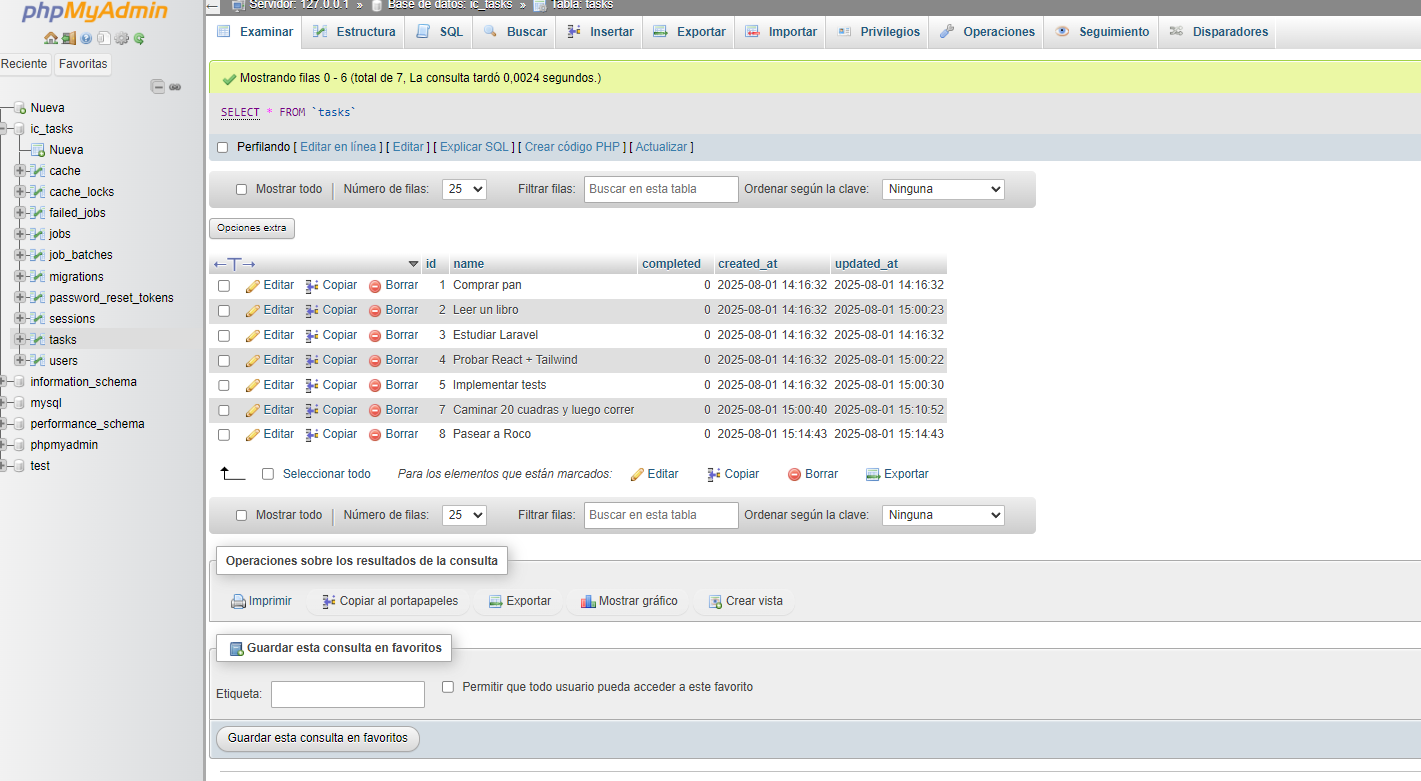 phpMyAdmin
Reciente Favoritas
Nueva
ic_tasks
Nueva
cache
cache_locks
failed_jobs
jobs
job_batches
migrations
password_reset_tokens
sessions
tasks
users
information_schema
mysql
performance_schema
phpmyadmin
test
Servidor: 127.0.0.1 » Base de datos: ic_tasks » Tabla: tasks
Examinar Estructura SQL Buscar Insertar Exportar Importar Privilegios Operaciones Seguimiento Disparadores
Mostrando filas 0 - 6 (total de 7, La consulta tardó 0,0024 segundos.)
SELECT * FROM `tasks`
Perfilando [ Editar en línea ] [ Editar ] [ Explicar SQL ] [ Crear código PHP ] [ Actualizar ]
Mostrar todo | Número de filas: 25 Filtrar filas: Buscar en esta tabla Ordenar según la clave: Ninguna
Opciones extra
←T→ id name completed created_at updated_at
Editar Copiar Borrar 1 Comprar pan 0 2025-08-01 14:16:32 2025-08-01 14:16:32
Editar Copiar Borrar 2 Leer un libro 0 2025-08-01 14:16:32 2025-08-01 15:00:23
Editar Copiar Borrar 3 Estudiar Laravel 0 2025-08-01 14:16:32 2025-08-01 14:16:32
Editar Copiar Borrar 4 Probar React + Tailwind 0 2025-08-01 14:16:32 2025-08-01 15:00:22
Editar Copiar Borrar 5 Implementar tests 0 2025-08-01 14:16:32 2025-08-01 15:00:30
Editar Copiar Borrar 7 Caminar 20 cuadras y luego correr 0 2025-08-01 15:00:40 2025-08-01 15:10:52
Editar Copiar Borrar 8 Pasear a Roco 0 2025-08-01 15:14:43 2025-08-01 15:14:43
Seleccionar todo Para los elementos que están marcados: Editar Copiar Borrar Exportar
Mostrar todo | Número de filas: 25 Filtrar filas: Buscar en esta tabla Ordenar según la clave: Ninguna
Operaciones sobre los resultados de la consulta
Imprimir Copiar al portapapeles Exportar Mostrar gráfico Crear vista
Guardar esta consulta en favoritos
Etiqueta: Permitir que todo usuario pueda acceder a este favorito
Guardar esta consulta en favoritos